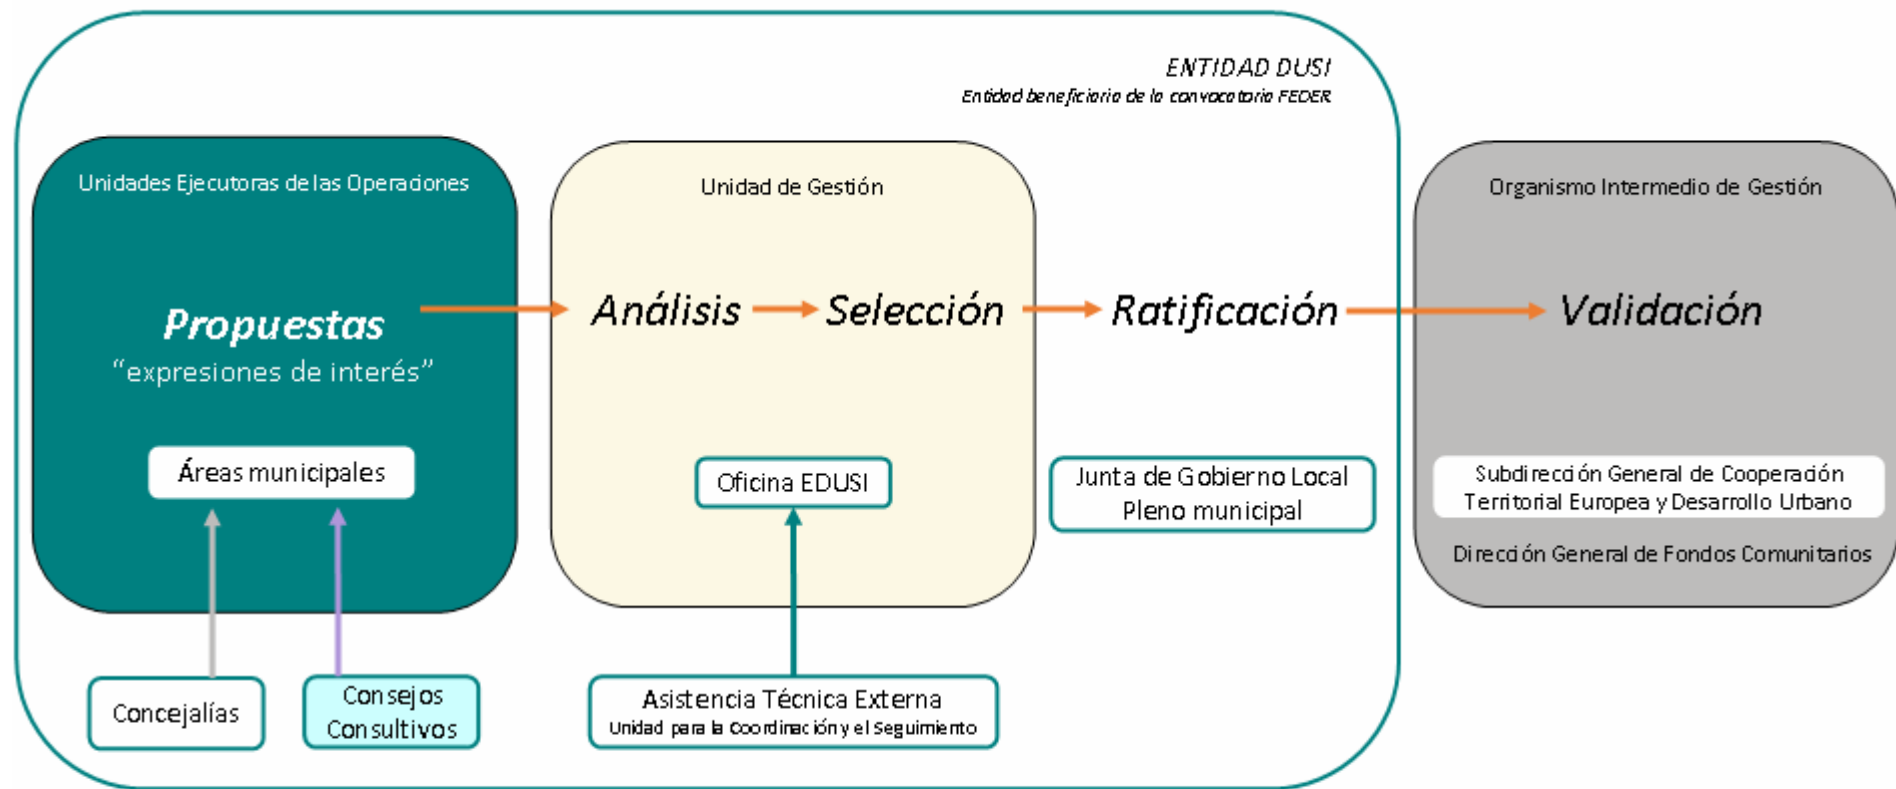 ENTIDAD DUSI
Entidad beneficiaria de la convocatoria FEDER
Unidades Ejecutoras de las Operaciones
Propuestas
“expresiones de interés”
Áreas municipales
Concejalías
Consejos
Consultivos
Unidad de Gestión
Análisis
Selección
Oficina EDUSI
Asistencia Técnica Externa
Unidad para la Coordinación y el Seguimiento
Ratificación
Junta de Gobierno Local
Pleno municipal
Organismo Intermedio de Gestión
Validación
Subdirección General de Cooperación
Territorial Europea y Desarrollo Urbano
Dirección General de Fondos Comunitarios